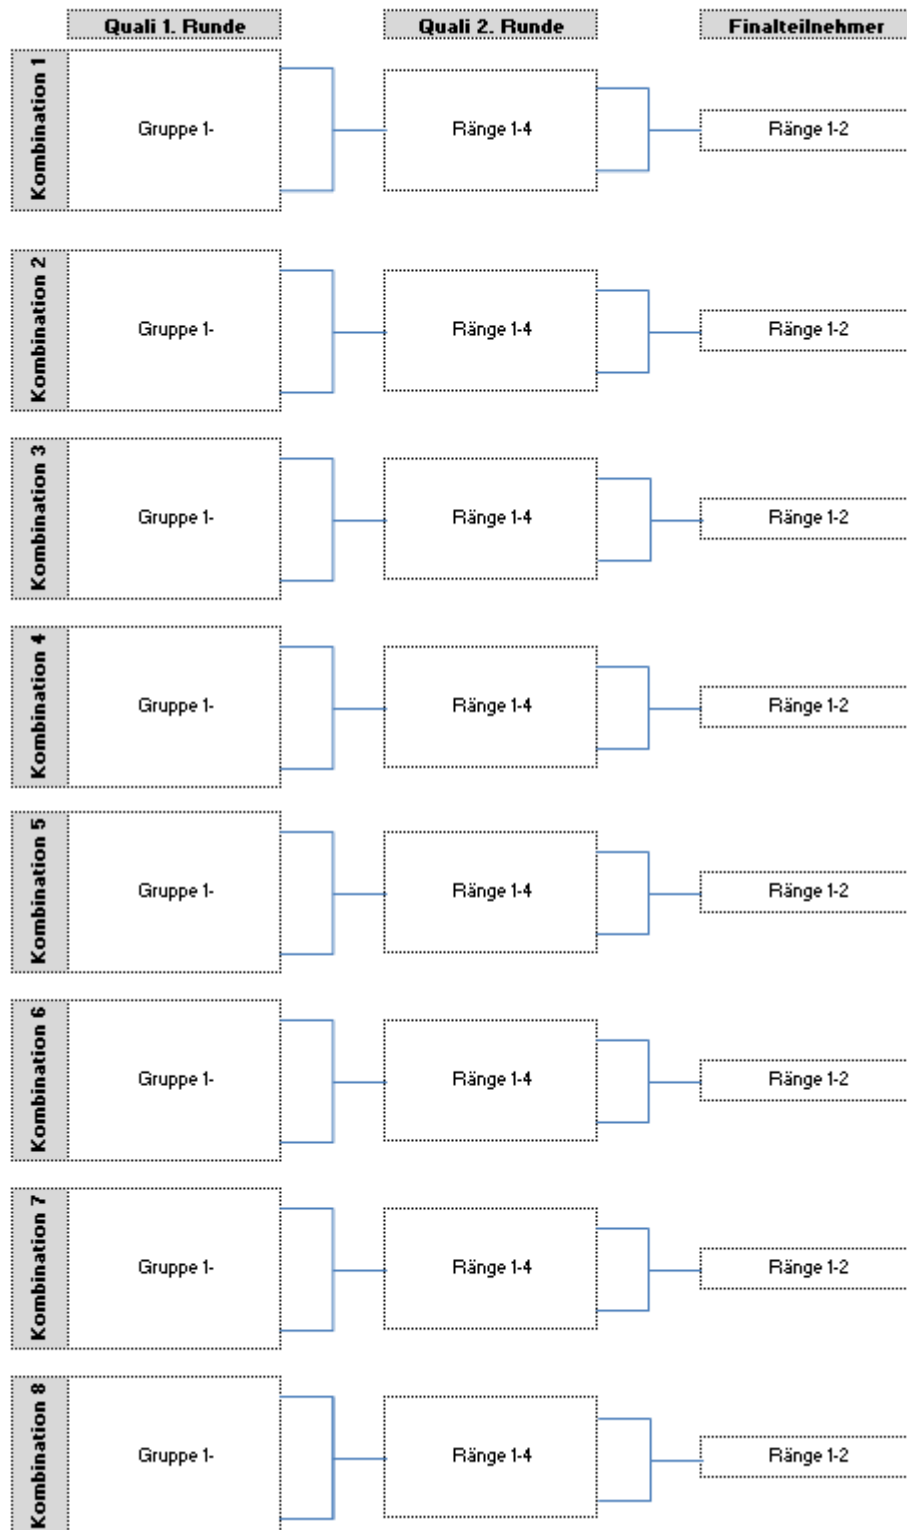 Quali 1. Runde Quali 2. Runde Finalteilnehmer
Kombination 1
Gruppe 1- Ränge 1-4 Ränge 1-2
Kombination 2
Gruppe 1- Ränge 1-4 Ränge 1-2
Kombination 3
Gruppe 1- Ränge 1-4 Ränge 1-2
Kombination 4
Gruppe 1- Ränge 1-4 Ränge 1-2
Kombination 5
Gruppe 1- Ränge 1-4 Ränge 1-2
Kombination 6
Gruppe 1- Ränge 1-4 Ränge 1-2
Kombination 7
Gruppe 1- Ränge 1-4 Ränge 1-2
Kombination 8
Gruppe 1- Ränge 1-4 Ränge 1-2